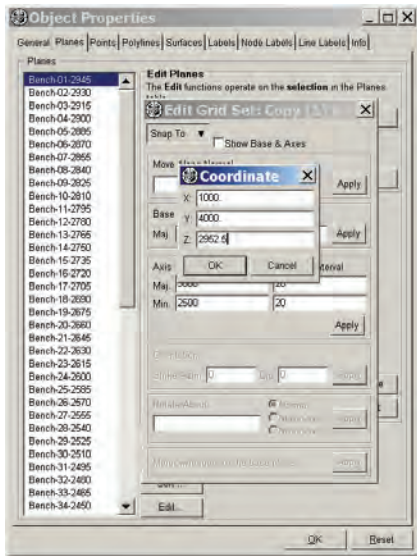 Object Properties
General Planes Points Polylines Surfaces Labels Node Labels Line Labels Info
Planes
Edit Planes
The Edit functions operate on the selection in the Planes
Bench-01-2945
Bench-02-2930
Bench-03-2915
Bench-04-2900
Bench-05-2885
Bench-06-2870
Bench-07-2855
Bench-08-2840
Bench-09-2825
Bench-10-2810
Bench-11-2795
Bench-12-2780
Bench-13-2765
Bench-14-2750
Bench-15-2735
Bench-16-2720
Bench-17-2705
Bench-18-2690
Bench-19-2675
Bench-20-2660
Bench-21-2645
Bench-22-2630
Bench-23-2615
Bench-24-2600
Bench-25-2585
Bench-26-2570
Bench-27-2555
Bench-28-2540
Bench-29-2525
Bench-30-2510
Bench-31-2495
Bench-32-2480
Bench-33-2465
Bench-34-2450
Edit Grid Set: Copy
Snap To
Show Base & Axes
Move
Apply
Coordinate
X: 1000.
Y: 4000.
Z: 2952.5
OK Cancel
Base
Maj
Apply
Axis
Maj. 5000 20
Min. 2500 20
Apply
0 0
Edit...
OK Reset